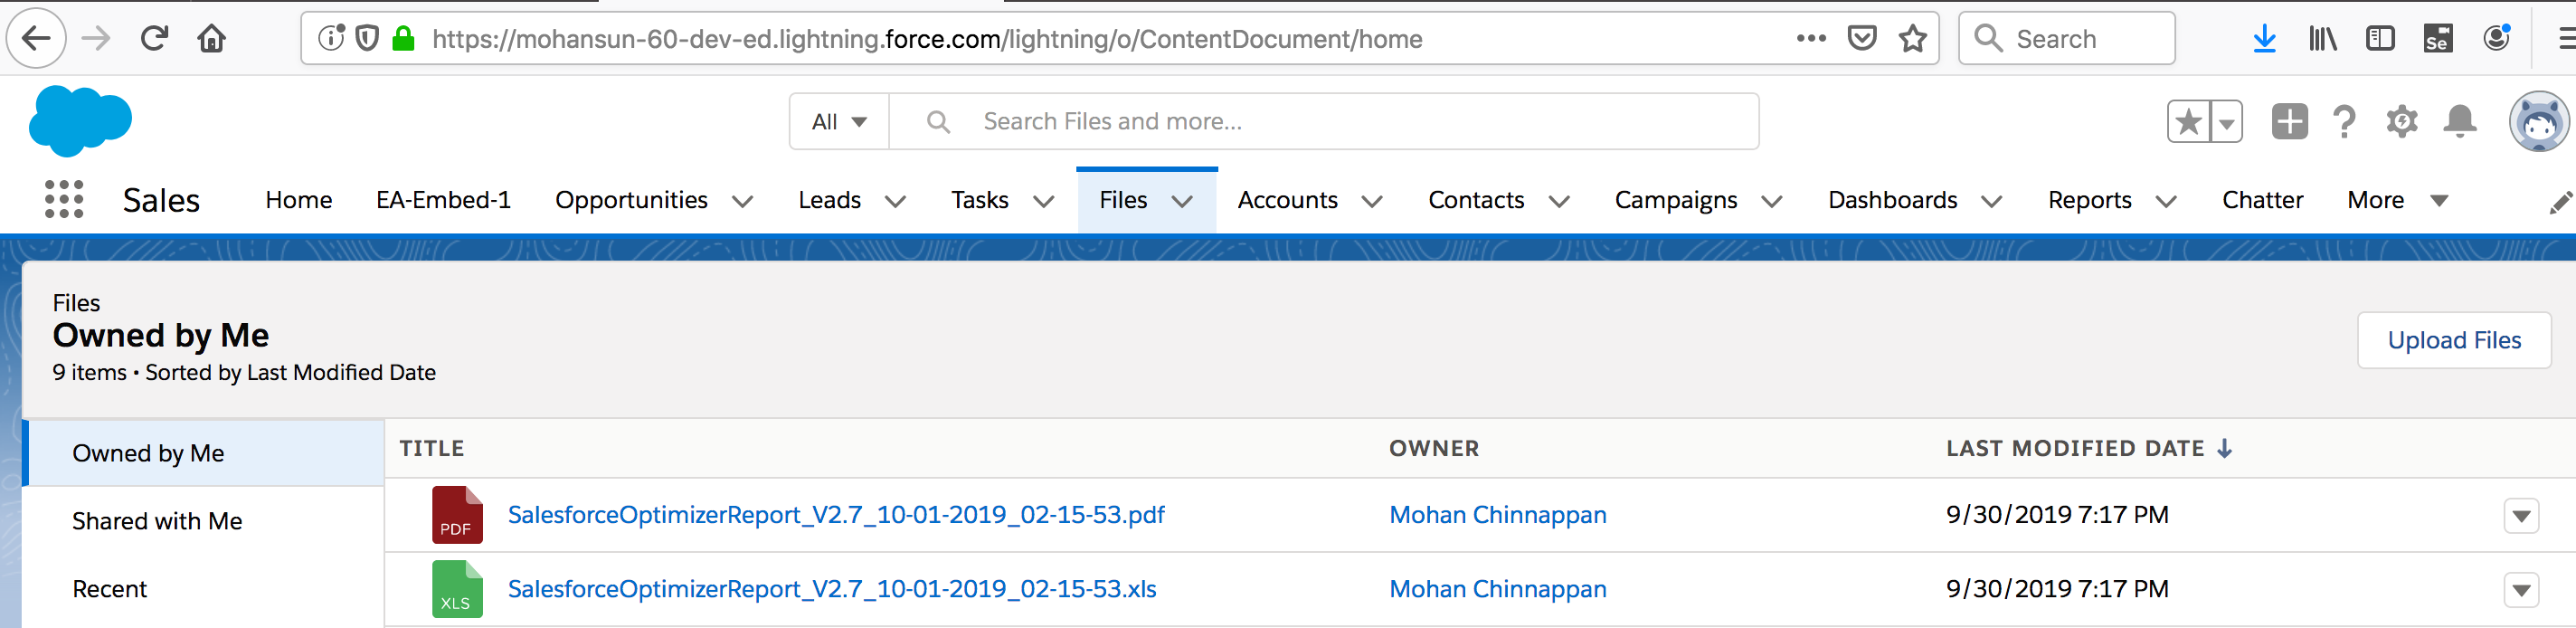 https://mohansun-60-dev-ed.lightning.force.com/lightning/o/ContentDocument/home
Search
Se
All
Search Files and more...
Sales Home EA-Embed-1 Opportunities Leads Tasks Files Accounts Contacts Campaigns Dashboards Reports Chatter More
Files
Owned by Me
9 items • Sorted by Last Modified Date
Upload Files
Owned by Me
Shared with Me
Recent
TITLE OWNER LAST MODIFIED DATE
PDF SalesforceOptimizerReport_V2.7_10-01-2019_02-15-53.pdf Mohan Chinnappan 9/30/2019 7:17 PM
XLS SalesforceOptimizerReport_V2.7_10-01-2019_02-15-53.xls Mohan Chinnappan 9/30/2019 7:17 PM